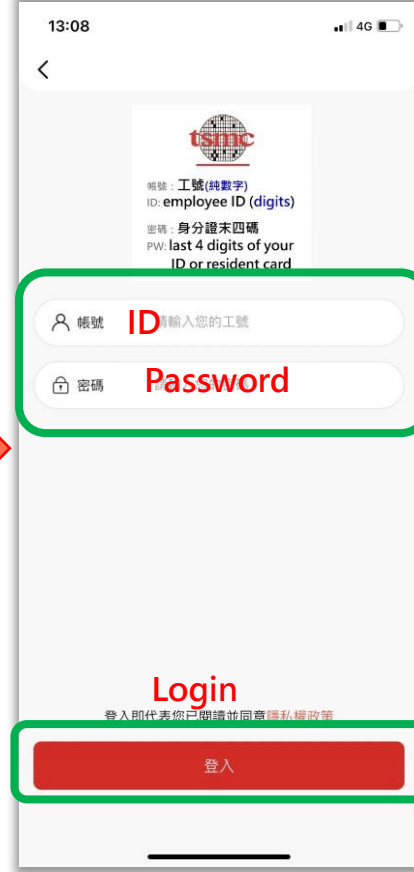 13:08
4G
tsmc
帳號：工號(純數字)
ID: employee ID (digits)
密碼：身分證末四碼
PW: last 4 digits of your
ID or resident card
帳號 ID 請輸入您的工號
密碼 Password
Login
登入即代表您已閱讀並同意隱私權政策
登入